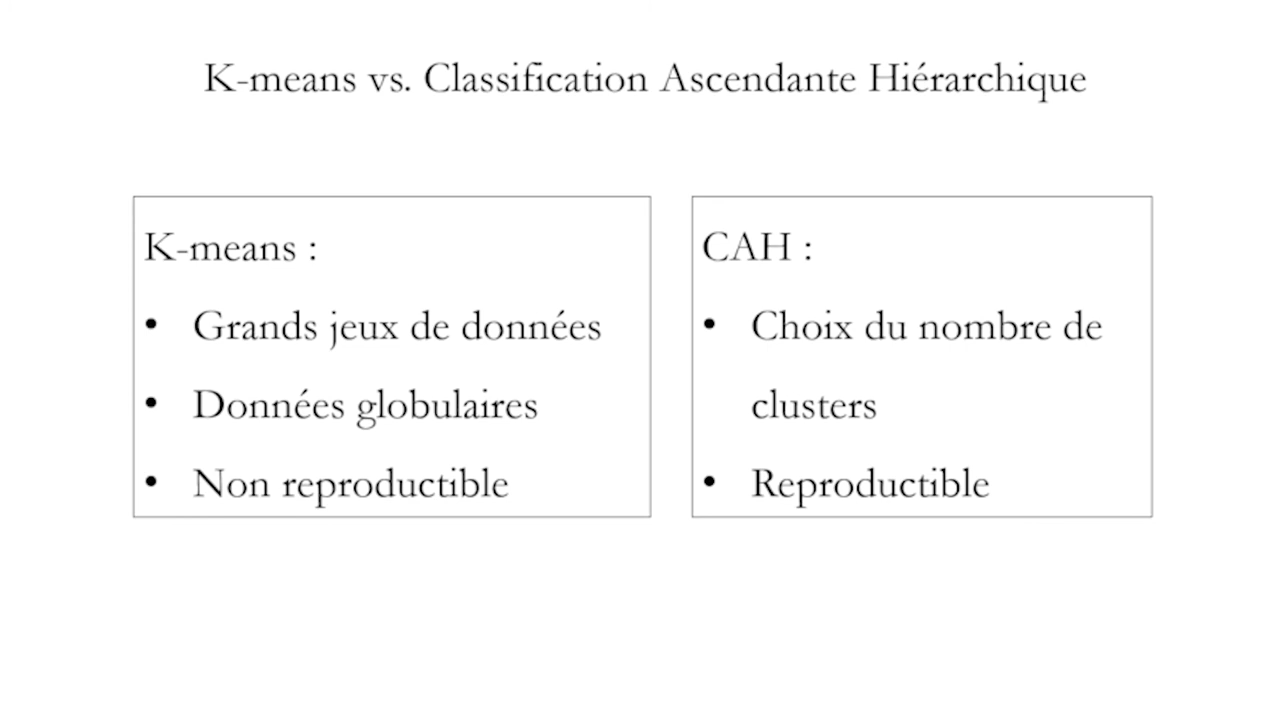 K-means vs. Classification Ascendante Hiérarchique
K-means :
• Grands jeux de données
• Données globulaires
• Non reproductible
CAH :
• Choix du nombre de
clusters
• Reproductible